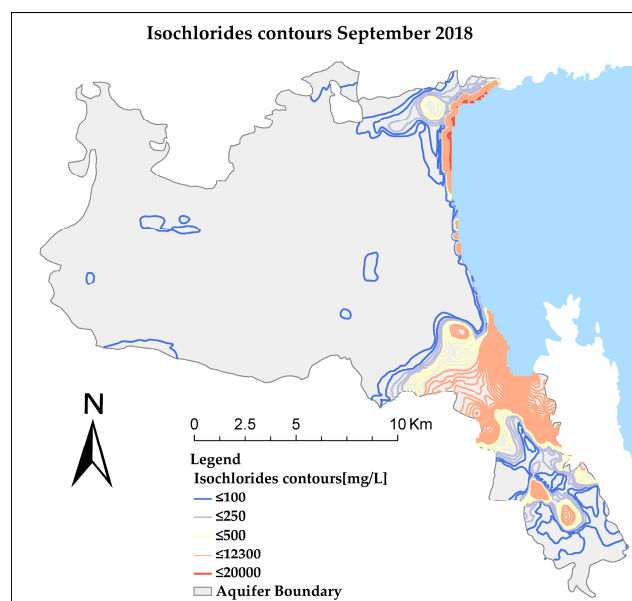 Isochlorides contours September 2018
N
0 2.5 5 10 Km
Legend
Isochlorides contours[mg/L]
≤100
≤250
≤500
≤12300
≤20000
Aquifer Boundary